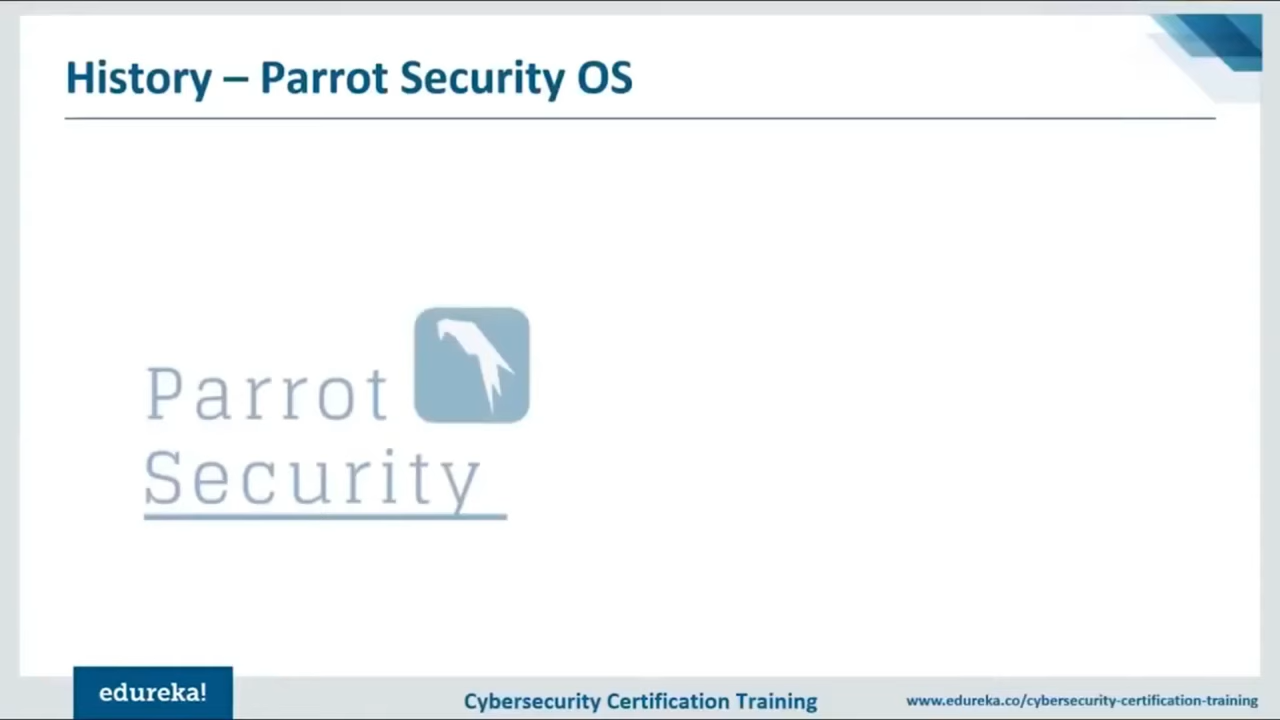 History – Parrot Security OS
Parrot
Security
edureka!
Cybersecurity Certification Training
www.edureka.co/cybersecurity-certification-training